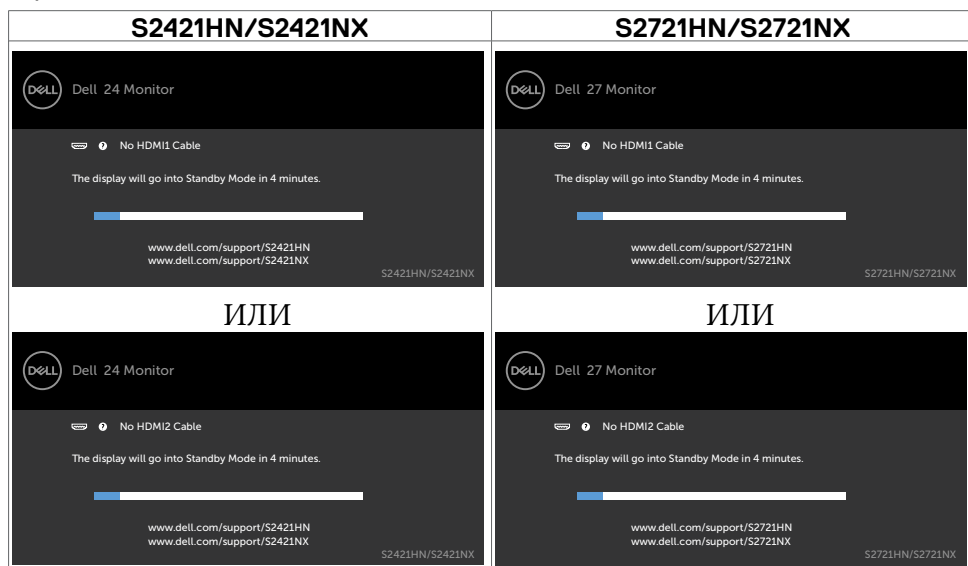 S2421HN/S2421NX
S2721HN/S2721NX
DELL
Dell 24 Monitor
No HDMI1 Cable
The display will go into Standby Mode in 4 minutes.
www.dell.com/support/S2421HN
www.dell.com/support/S2421NX
S2421HN/S2421NX
DELL
Dell 27 Monitor
No HDMI1 Cable
The display will go into Standby Mode in 4 minutes.
www.dell.com/support/S2721HN
www.dell.com/support/S2721NX
S2721HN/S2721NX
ИЛИ
ИЛИ
DELL
Dell 24 Monitor
No HDMI2 Cable
The display will go into Standby Mode in 4 minutes.
www.dell.com/support/S2421HN
www.dell.com/support/S2421NX
S2421HN/S2421NX
DELL
Dell 27 Monitor
No HDMI2 Cable
The display will go into Standby Mode in 4 minutes.
www.dell.com/support/S2721HN
www.dell.com/support/S2721NX
S2721HN/S2721NX